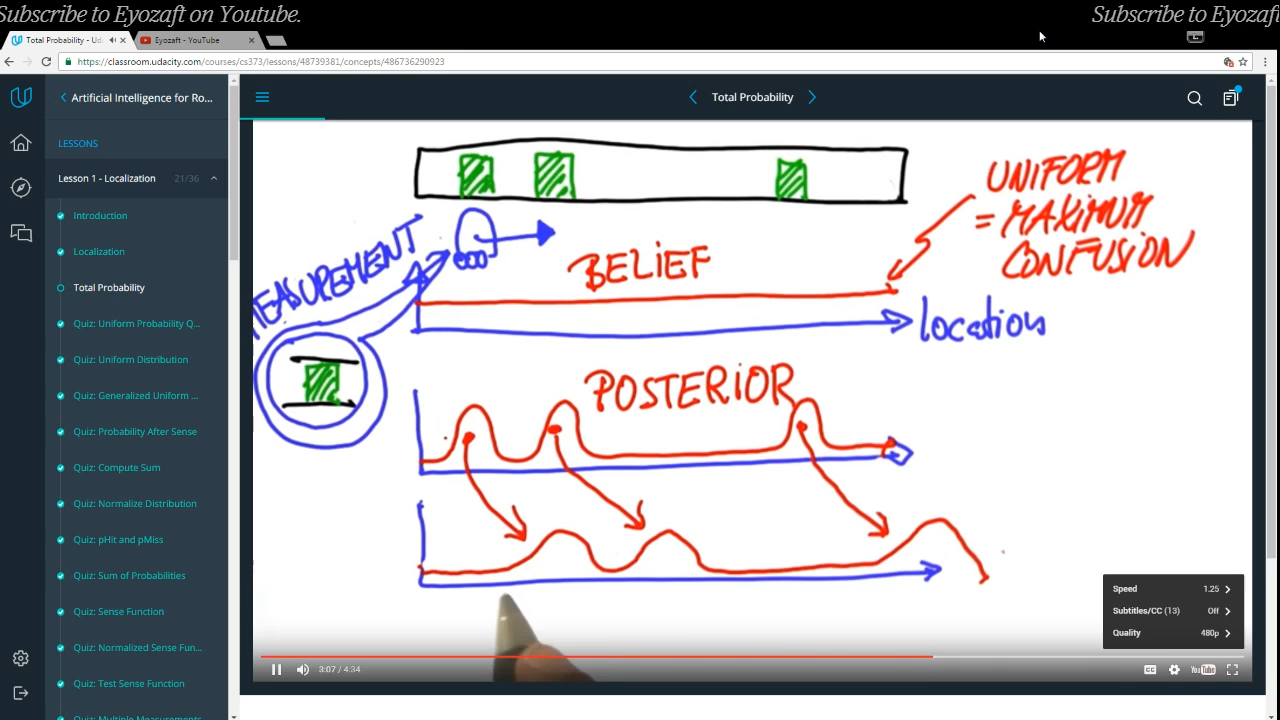 Subscribe to Eyozaft on Youtube.
Subscribe to Eyozaft
Total Probability - Ud
Eyozaft - YouTube
https://classroom.udacity.com/courses/cs373/lessons/48739381/concepts/486736290923
Artificial Intelligence for Ro...
Total Probability
LESSONS
Lesson 1 - Localization 21/36
Introduction
Localization
Total Probability
Quiz: Uniform Probability Q...
Quiz: Uniform Distribution
Quiz: Generalized Uniform ...
Quiz: Probability After Sense
Quiz: Compute Sum
Quiz: Normalize Distribution
Quiz: pHit and pMiss
Quiz: Sum of Probabilities
Quiz: Sense Function
Quiz: Normalized Sense Fun...
Quiz: Test Sense Function
Quiz: Multiple Measurements
UNIFORM
= MAXIMUM
CONFUSION
MEASUREMENT
BELIEF
location
POSTERIOR
Speed 1.25
Subtitles/CC (13) Off
Quality 480p
3:07 / 4:34
CC
YouTube